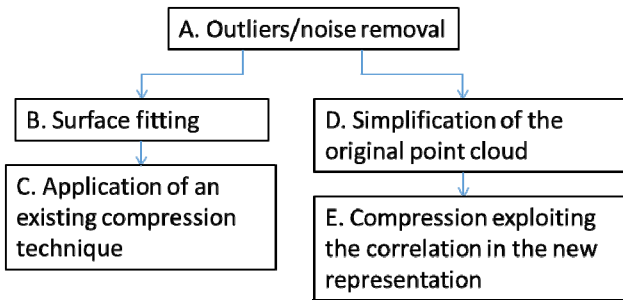 A. Outliers/noise removal
B. Surface fitting
C. Application of an
existing compression
technique
D. Simplification of the
original point cloud
E. Compression exploiting
the correlation in the new
representation